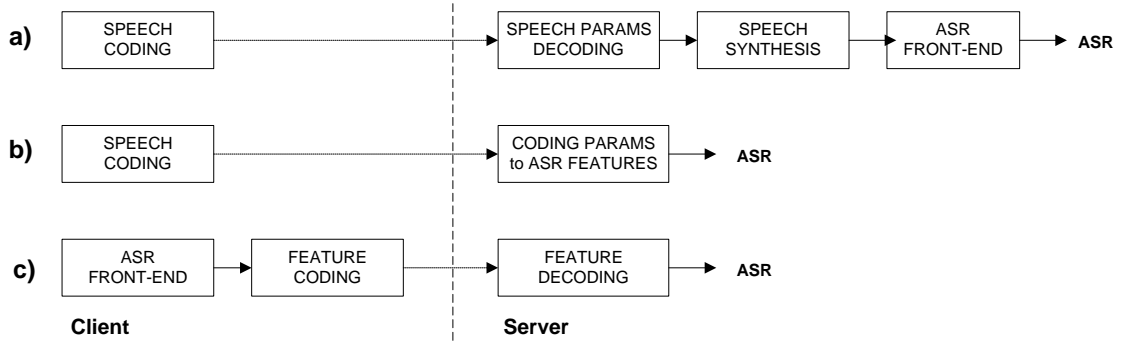 a)
SPEECH
CODING
SPEECH PARAMS
DECODING
SPEECH
SYNTHESIS
ASR
FRONT-END
ASR
b)
SPEECH
CODING
CODING PARAMS
to ASR FEATURES
ASR
c)
ASR
FRONT-END
FEATURE
CODING
FEATURE
DECODING
ASR
Client
Server